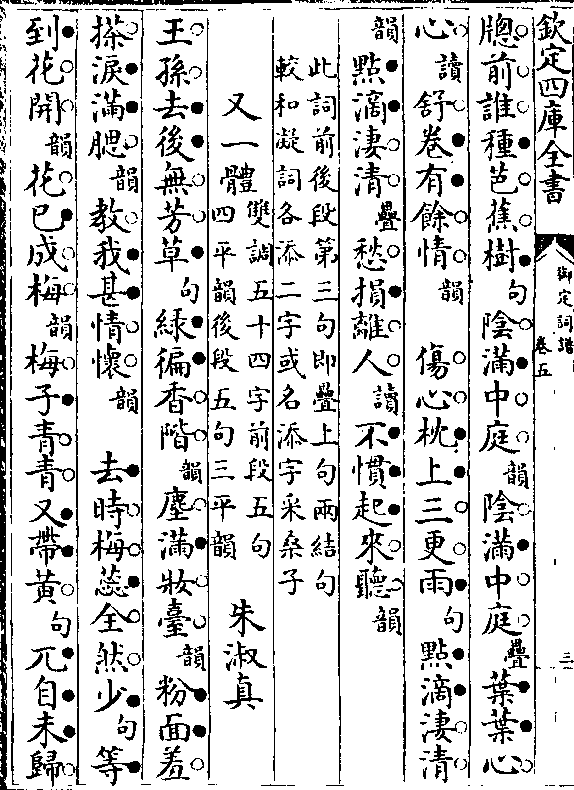 欽定四庫全書
御定詞譜
卷五
三
牕前誰種芭蕉樹句陰滿中庭韻陰滿中庭疊葉葉心
心讀舒卷有餘情韻　傷心枕上三更雨句點滴淒清
韻點滴淒清疊愁損離人讀不慣起來聽韻
此詞前後段第三句即疊上句兩結句
較和凝詞各添二字或名添字采桑子
又一體雙調五十四字前段五句
四平韻後段五句三平韻　朱淑真
王孫去後無芳草句綠徧香階韻塵滿妝臺韻粉面羞
搽淚滿腮韻教我甚情懷韻　去時梅蕊全然少句等
到花開韻花已成梅韻梅子青青又帶黃句兀自未歸